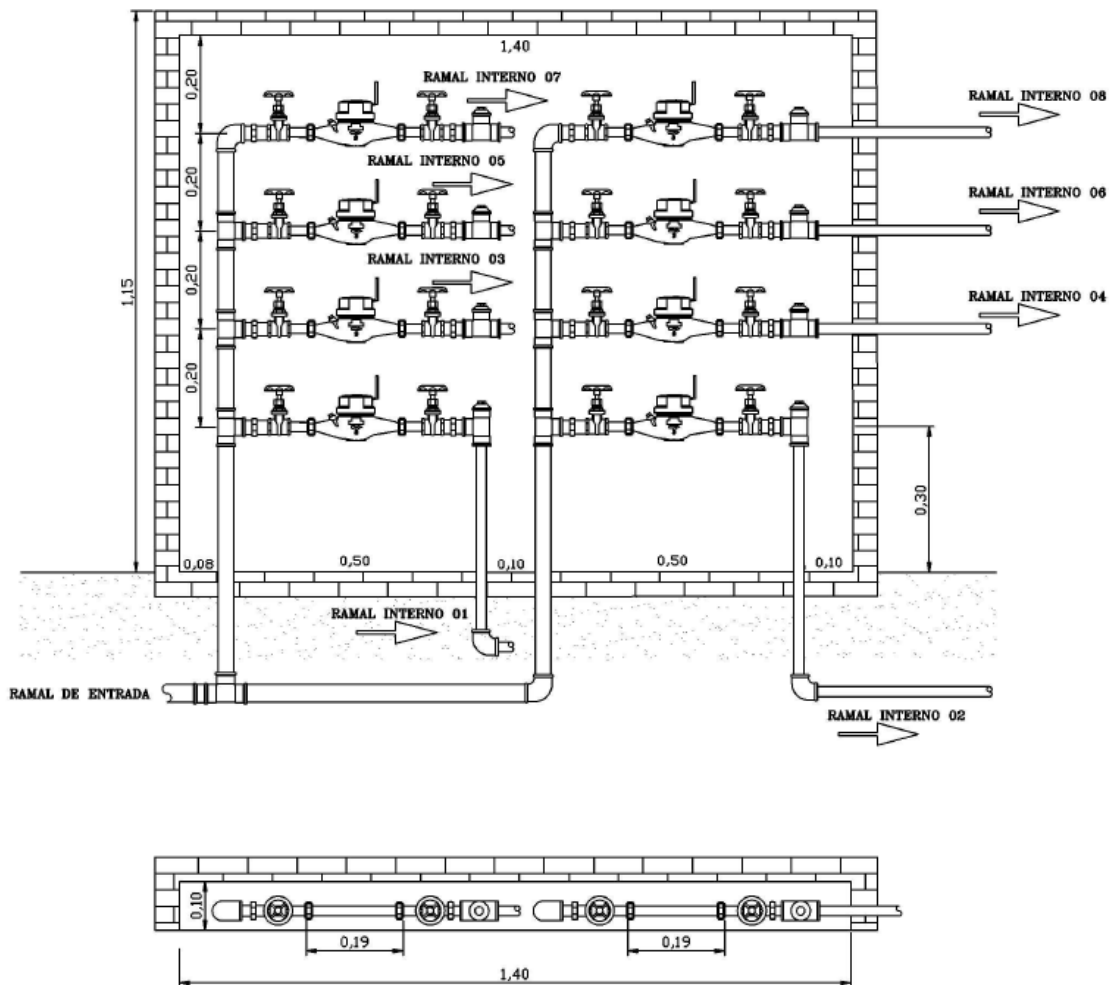 1,40
0,20
RAMAL INTERNO 07
RAMAL INTERNO 08
0,20
RAMAL INTERNO 05
RAMAL INTERNO 06
0,20
RAMAL INTERNO 03
1,15
RAMAL INTERNO 04
0,20
0,30
0,08
0,50
0,10
0,50
0,10
RAMAL INTERNO 01
RAMAL DE ENTRADA
RAMAL INTERNO 02
0,10
0,19
0,19
1,40